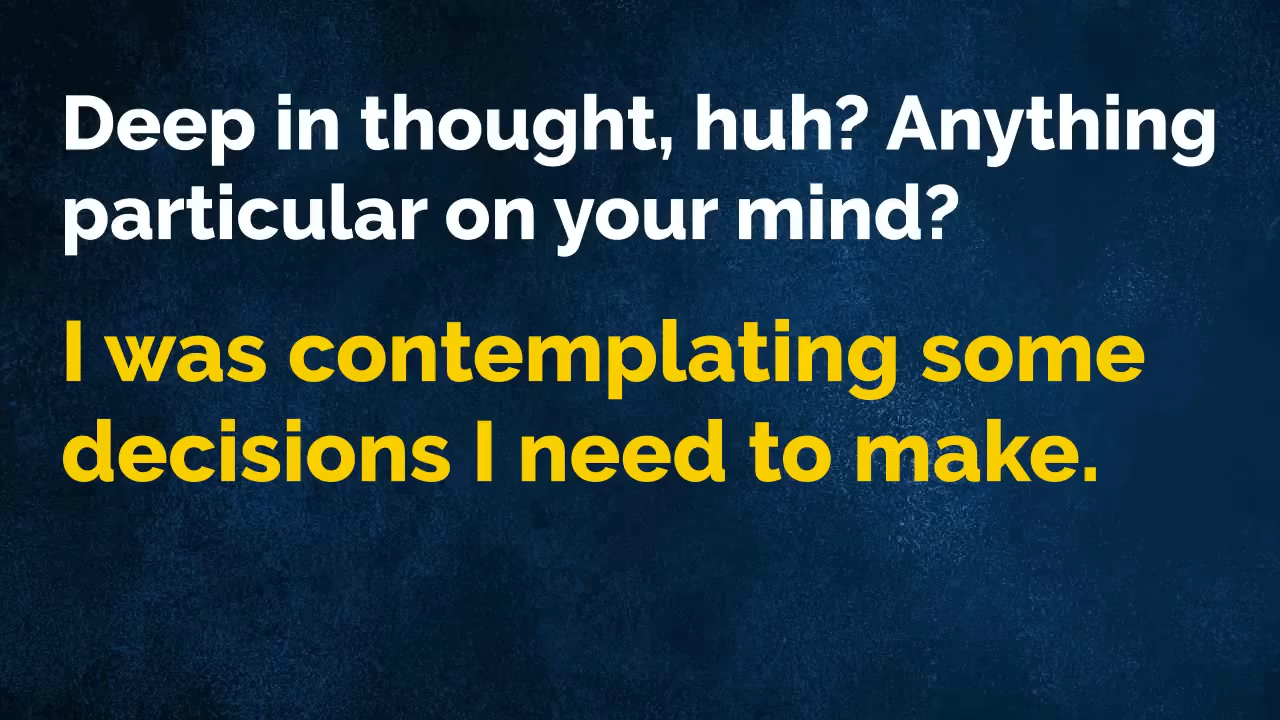 Deep in thought, huh? Anything
particular on your mind?
I was contemplating some
decisions I need to make.